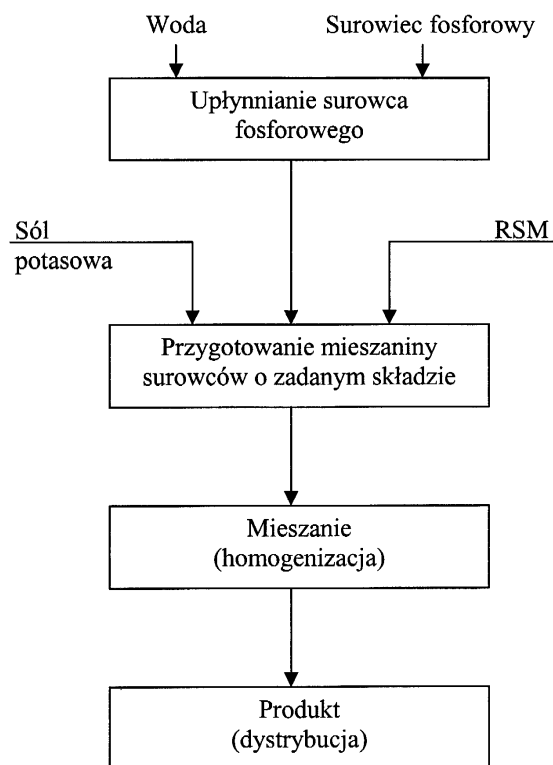 Woda
Surowiec fosforowy
Upłynnianie surowca
fosforowego
Sól
potasowa
RSM
Przygotowanie mieszaniny
surowców o zadanym składzie
Mieszanie
(homogenizacja)
Produkt
(dystrybucja)